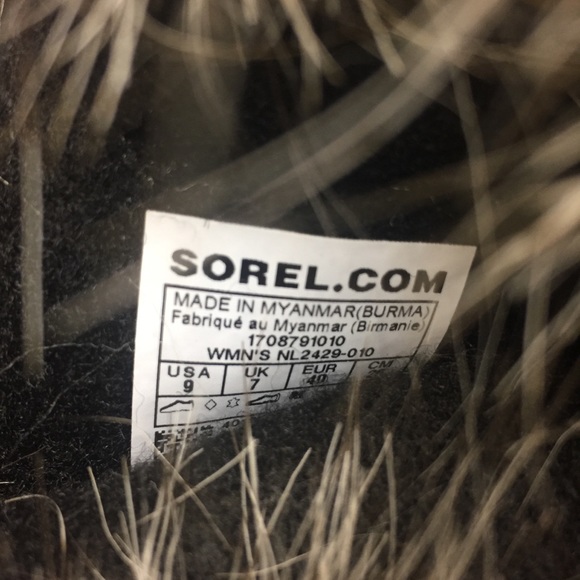 SOREL.COM
MADE IN MYANMAR(BURMA)
Fabriqué au Myanmar (Birmanie)
1708791010
WMN'S NL2429-010
USA UK EUR CM
9 7 40